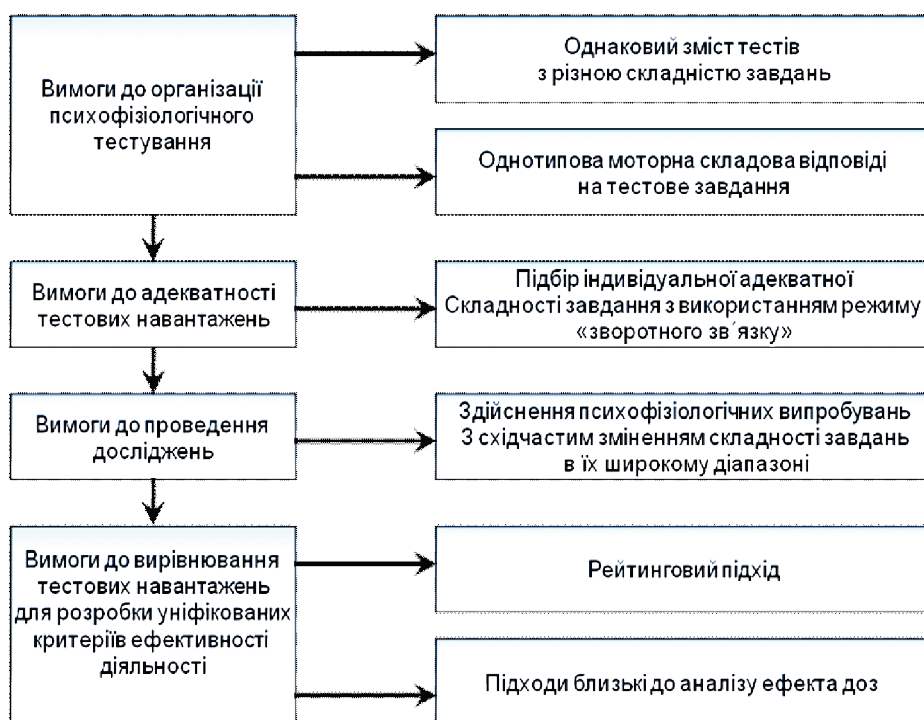 Вимоги до організації
психофізіологічного
тестування
Однаковий зміст тестів
з різною складністю завдань
Однотипова моторна складова відповіді
на тестове завдання
Вимоги до адекватності
тестових навантажень
Підбір індивідуальної адекватної
Складності завдання з використанням режиму
«зворотного зв´язку»
Вимоги до проведення
досліджень
Здійснення психофізіологічних випробувань
З східчастим зміненням складності завдань
в їх широкому діапазоні
Вимоги до вирівнювання
тестових навантажень
для розробки уніфікованих
критеріїв ефективності
діяльності
Рейтинговий підхід
Підходи близькі до аналізу ефекта доз